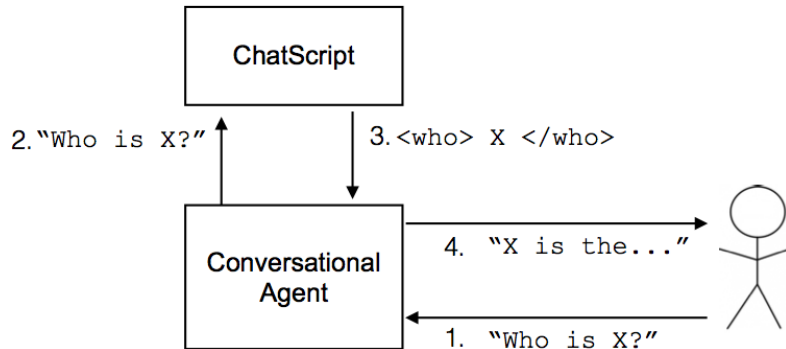 ChatScript
2. “Who is X?”
3. <who> X </who>
Conversational
Agent
4. “X is the...”
1. “Who is X?”